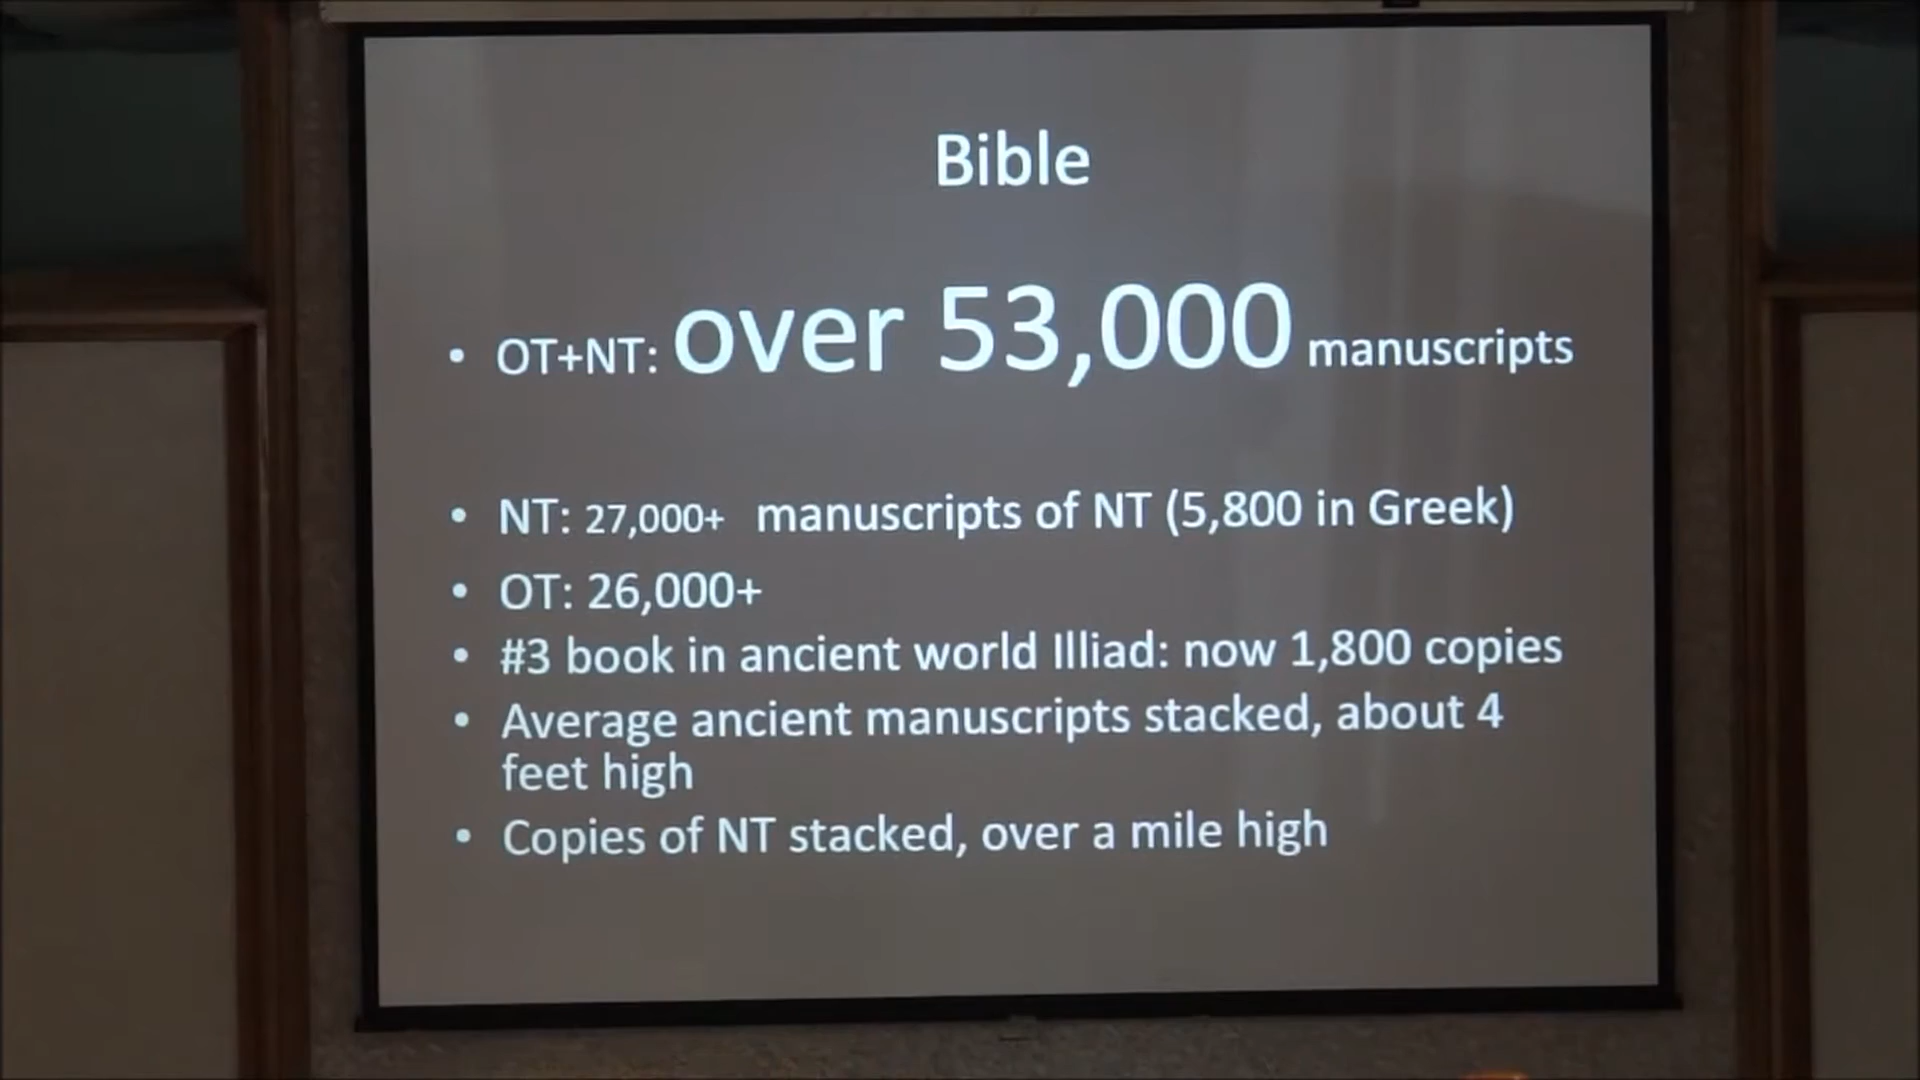 Bible
• OT+NT: over 53,000 manuscripts
• NT: 27,000+ manuscripts of NT (5,800 in Greek)
• OT: 26,000+
• #3 book in ancient world Illiad: now 1,800 copies
• Average ancient manuscripts stacked, about 4
feet high
• Copies of NT stacked, over a mile high